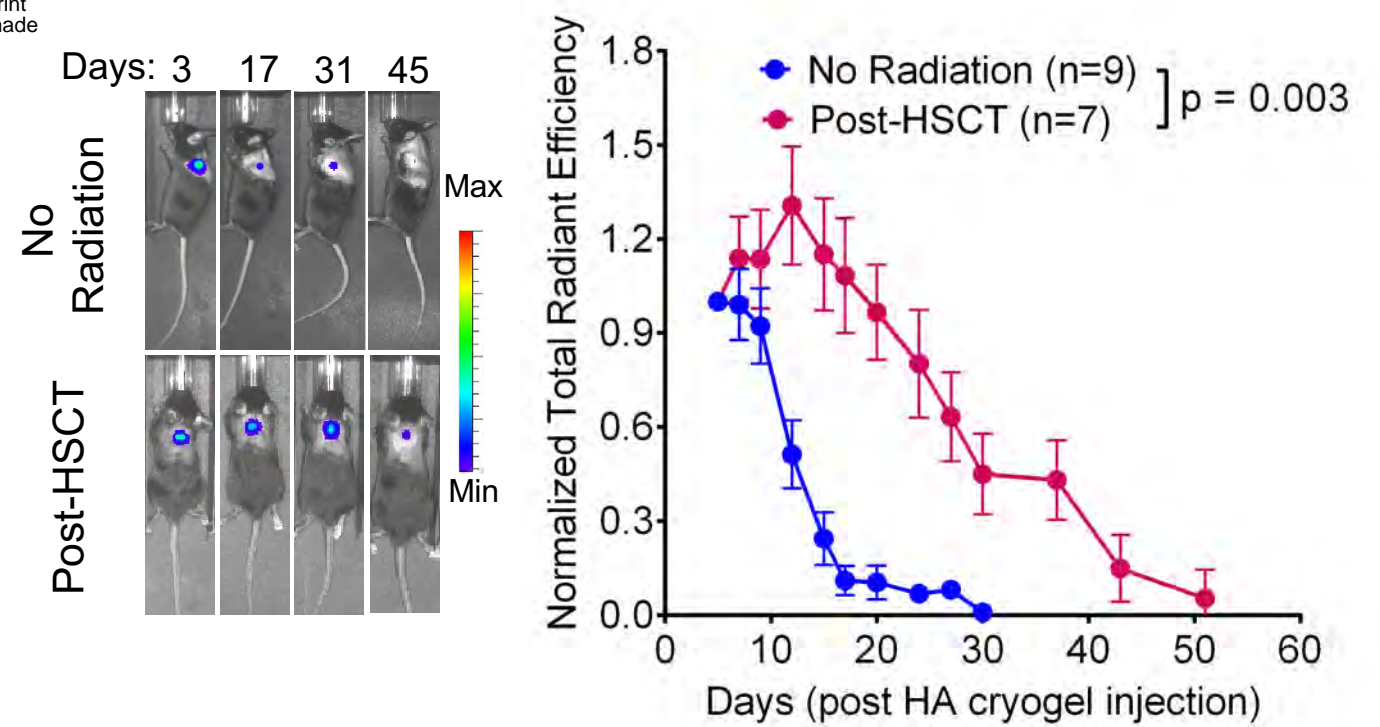 Days: 3 17 31 45
No
Radiation
Post-HSCT
Max
Min
Normalized Total Radiant Efficiency
1.8
1.5
1.2
0.9
0.6
0.3
0.0
No Radiation (n=9)
Post-HSCT (n=7)
p = 0.003
0 10 20 30 40 50 60
Days (post HA cryogel injection)